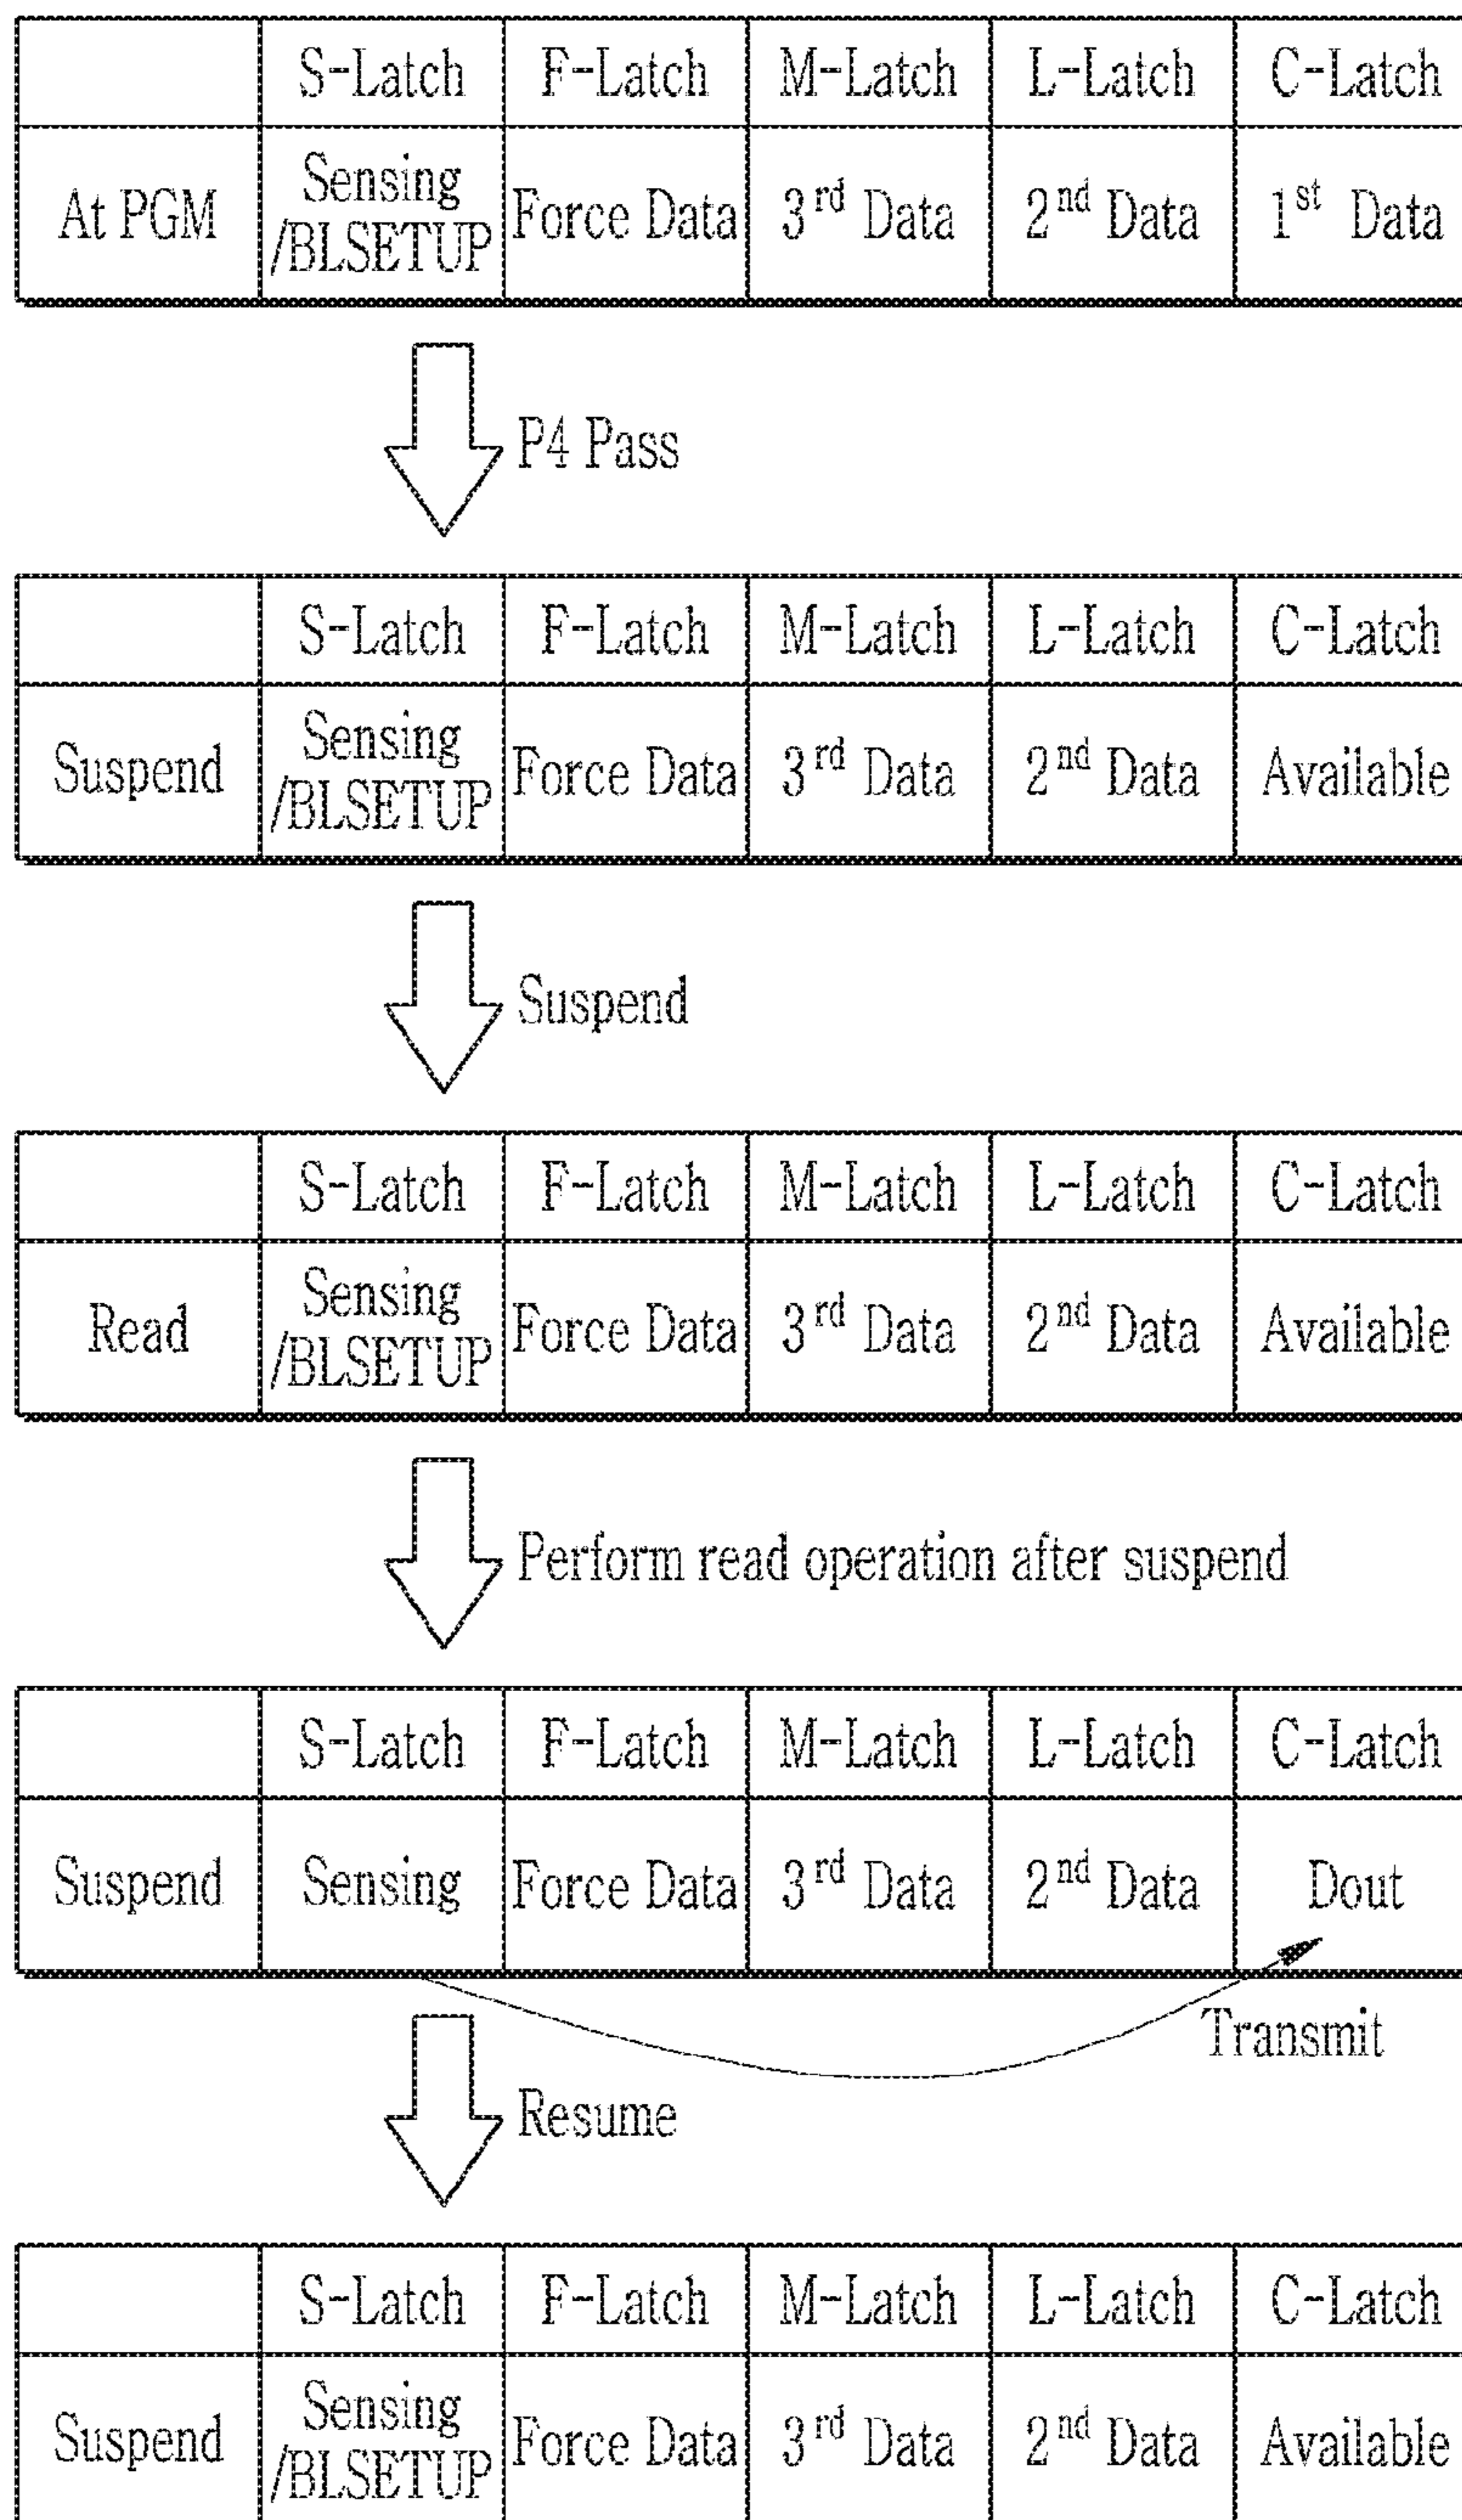 S-Latch F-Latch M-Latch L-Latch C-Latch
At PGM Sensing /BLSETUP Force Data 3rd Data 2nd Data 1st Data
P4 Pass
S-Latch F-Latch M-Latch L-Latch C-Latch
Suspend Sensing /BLSETUP Force Data 3rd Data 2nd Data Available
Suspend
S-Latch F-Latch M-Latch L-Latch C-Latch
Read Sensing /BLSETUP Force Data 3rd Data 2nd Data Available
Perform read operation after suspend
S-Latch F-Latch M-Latch L-Latch C-Latch
Suspend Sensing Force Data 3rd Data 2nd Data Dout
Transmit
Resume
S-Latch F-Latch M-Latch L-Latch C-Latch
Suspend Sensing /BLSETUP Force Data 3rd Data 2nd Data Available